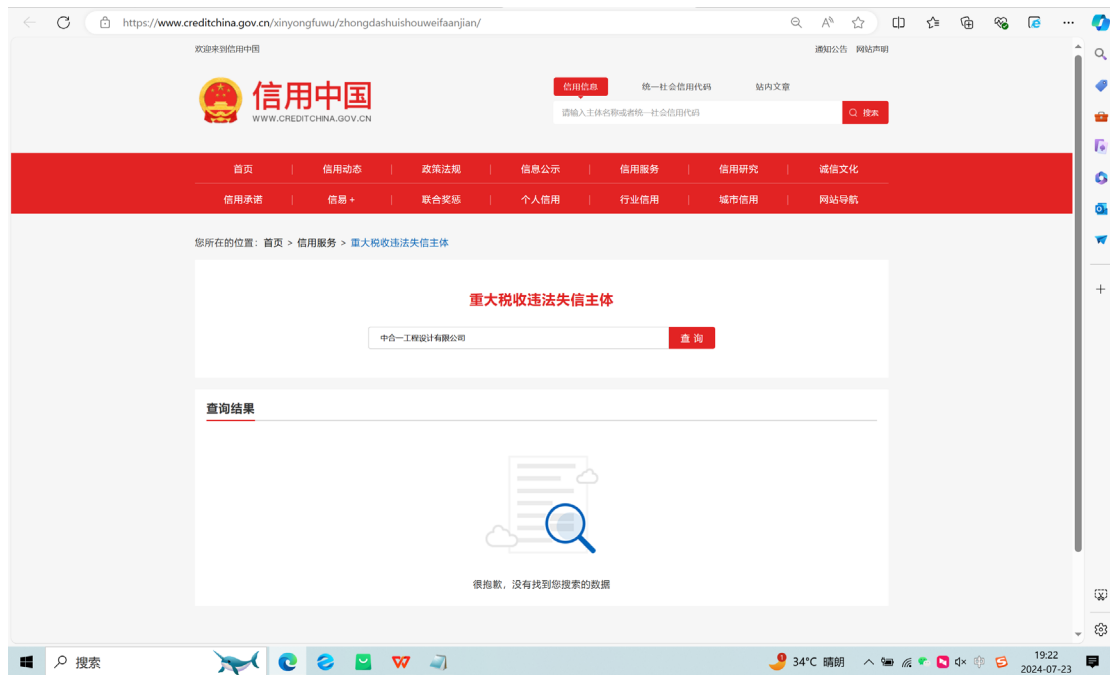 https://www.creditchina.gov.cn/xinyongfuwu/zhongdashuishouweifaanjian/
欢迎来到信用中国
通知公告 网站声明
信用中国
WWW.CREDITCHINA.GOV.CN
信用信息 统一社会信用代码 站内文章
请输入主体名称或者统一社会信用代码 搜索
首页 信用动态 政策法规 信息公示 信用服务 信用研究 诚信文化
信用承诺 信易+ 联合奖惩 个人信用 行业信用 城市信用 网站导航
您所在的位置：首页 > 信用服务 > 重大税收违法失信主体
重大税收违法失信主体
中合一工程设计有限公司 查 询
查询结果
很抱歉，没有找到您搜索的数据
搜索
34°C 晴朗
中
19:22
2024-07-23